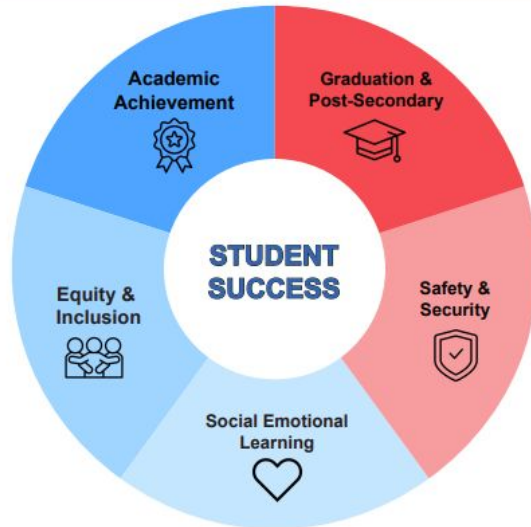 Academic
Achievement
Graduation &
Post-Secondary
STUDENT
SUCCESS
Equity &
Inclusion
Safety &
Security
Social Emotional
Learning